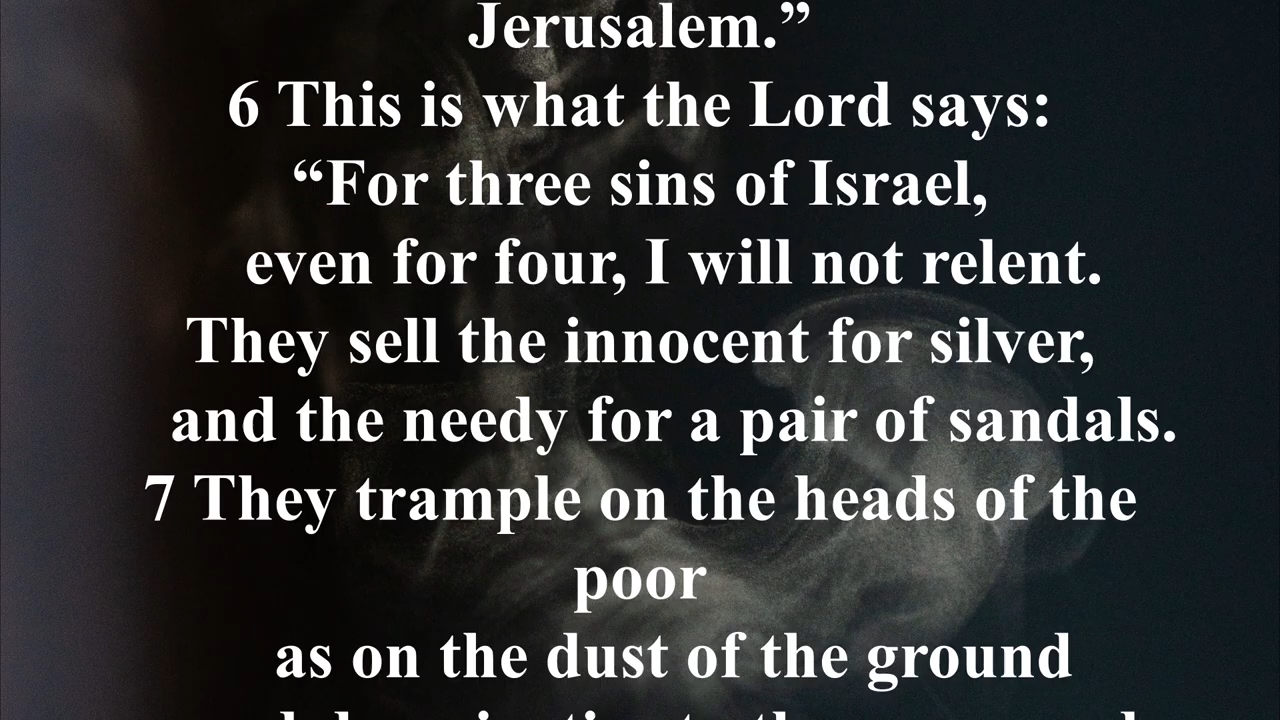 Jerusalem.”
6 This is what the Lord says:
“For three sins of Israel,
even for four, I will not relent.
They sell the innocent for silver,
and the needy for a pair of sandals.
7 They trample on the heads of the
poor
as on the dust of the ground